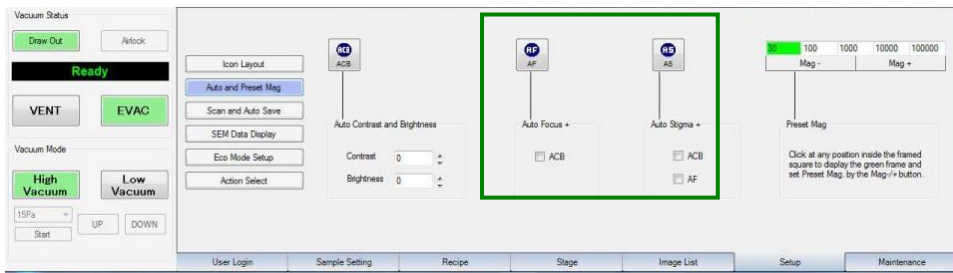 Vacuum Status
Draw Out
Airlock
Ready
VENT
EVAC
Vacuum Mode
High Vacuum
Low Vacuum
15Pa
UP
DOWN
Start
Icon Layout
Auto and Preset Mag
Scan and Auto Save
SEM Data Display
Eco Mode Setup
Action Select
ACB
ACB
Auto Contrast and Brightness
Contrast 0
Brightness 0
AF
AF
Auto Focus +
ACB
AS
AS
Auto Stigma +
ACB
AF
30 100 1000 10000 100000
Mag -
Mag +
Preset Mag
Click at any position inside the framed
square to display the green frame and
set Preset Mag. by the Mag-/+ button.
User Login
Sample Setting
Recipe
Stage
Image List
Setup
Maintenance